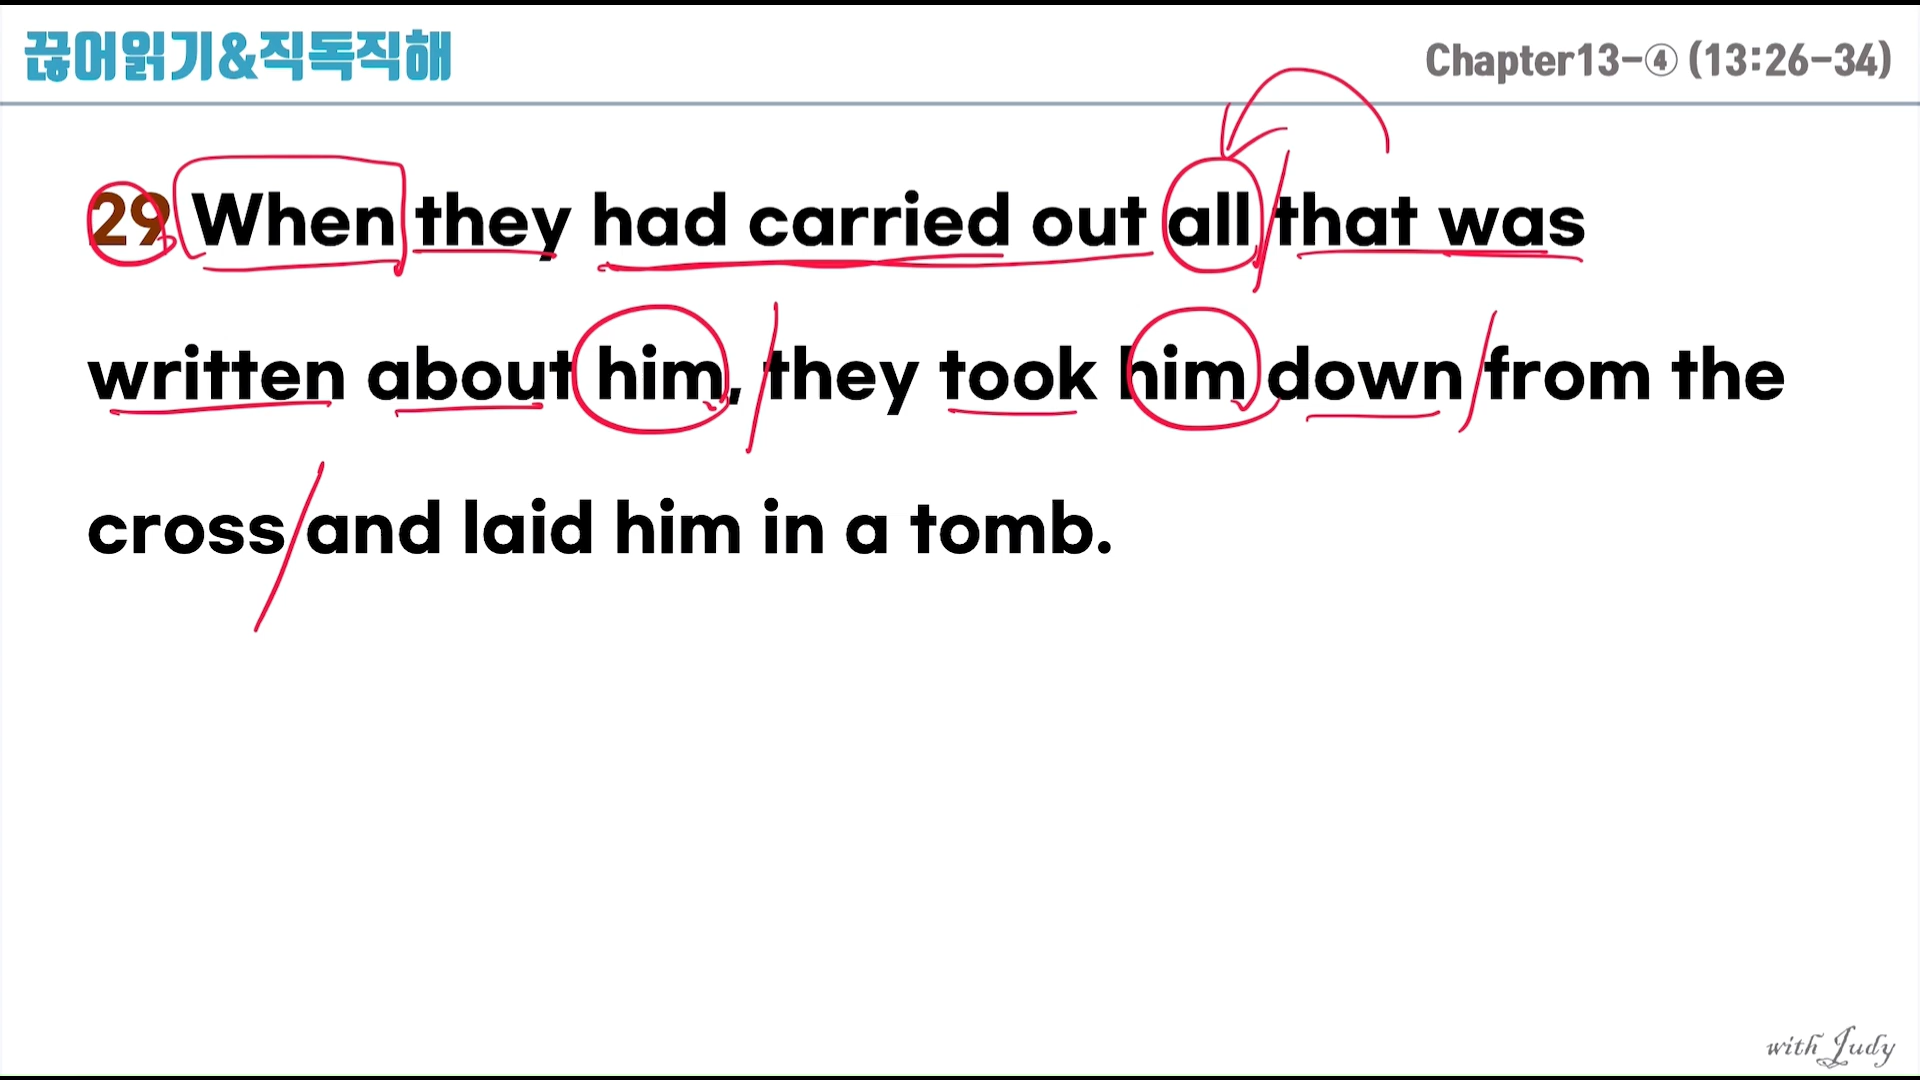 끊어읽기&직독직해
Chapter13-④ (13:26-34)
29 When they had carried out all that was
written about him, they took him down from the
cross and laid him in a tomb.
with Judy